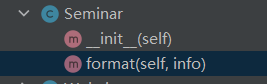 Seminar
__init__(self)
format(self, info)